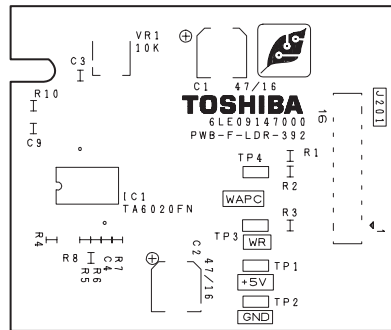 VR1
10K
C3
R10
C9
C1 47/16
TOSHIBA
6LE09147000
PWB-F-LDR-392
J201
16
1
TP4
R1
R2
WAPC
IC1
TA6020FN
R3
TP3
WR
R4
R8
R5
R6
C4
R7
C2
47/16
TP1
+5V
TP2
GND